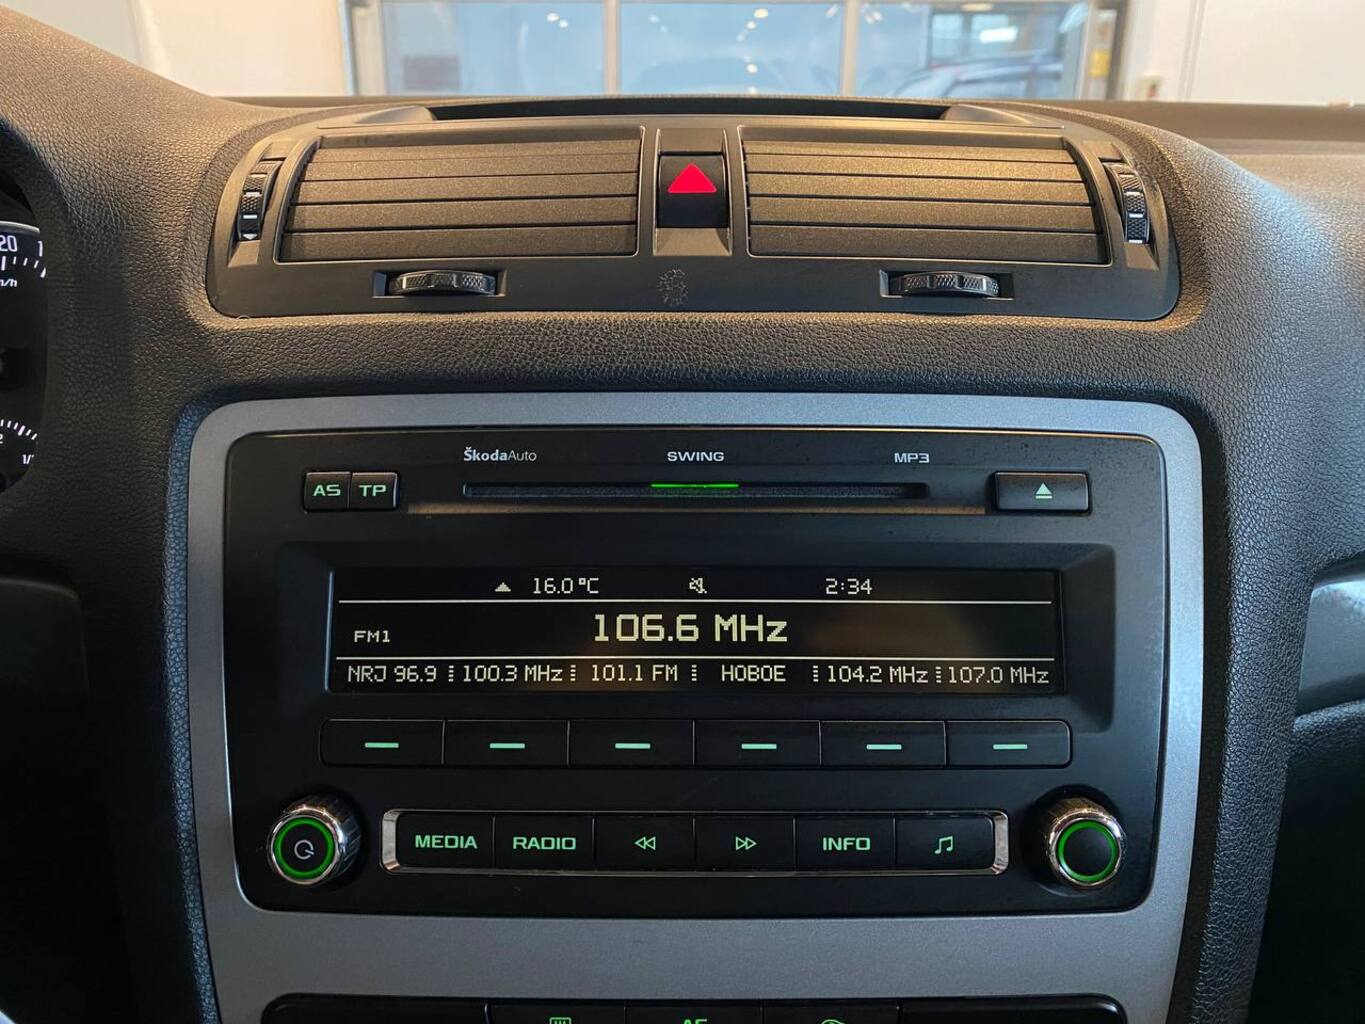 20
ŠkodaAuto SWING MP3
AS TP
16.0°C 2:34
106.6 MHz
FM1
NRJ 96.9 100.3 MHz 101.1 FM НОВОЕ 104.2 MHz 107.0 MHz
MEDIA RADIO INFO